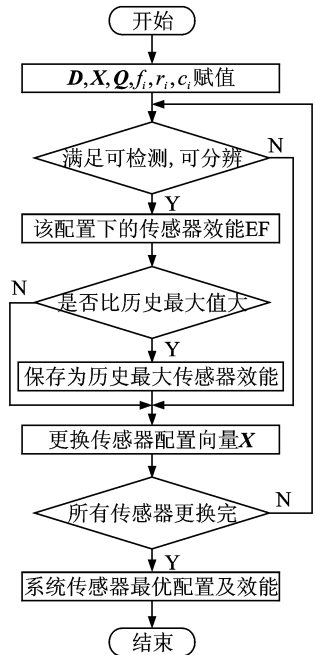 开始
D,X,Q,fi,ri,ci赋值
满足可检测,可分辨
N
Y
该配置下的传感器效能EF
N
是否比历史最大值大
Y
保存为历史最大传感器效能
更换传感器配置向量X
所有传感器更换完
N
Y
系统传感器最优配置及效能
结束